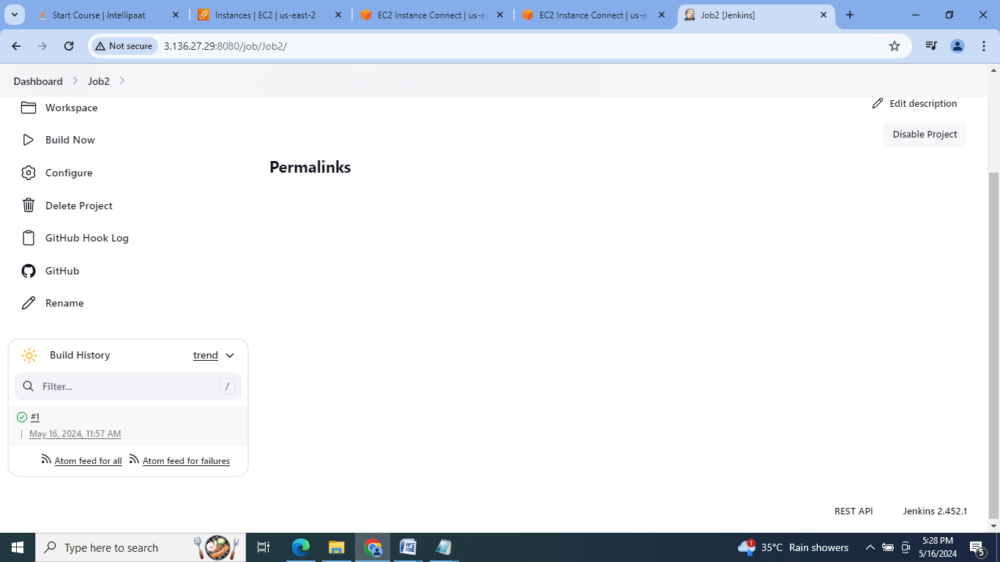 Start Course | Intellipaat
Instances | EC2 | us-east-2
EC2 Instance Connect | us-ea
EC2 Instance Connect | us-ea
Job2 [Jenkins]
Not secure
3.136.27.29:8080/job/Job2/
Dashboard
Job2
Workspace
Edit description
Build Now
Disable Project
Permalinks
Configure
Delete Project
GitHub Hook Log
GitHub
Rename
Build History
trend
Filter...
/
#1
May 16, 2024, 11:57 AM
Atom feed for all
Atom feed for failures
REST API
Jenkins 2.452.1
Type here to search
1
35°C Rain showers
5:28 PM
5/16/2024
5